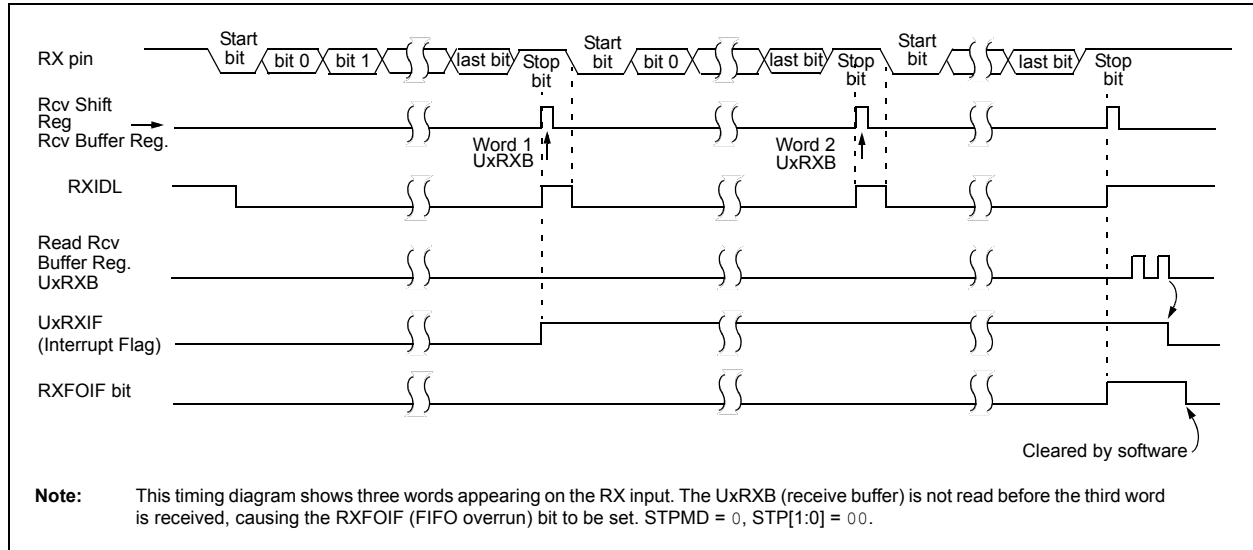 RX pin
Start
bit
bit 0
bit 1
last bit
Stop
bit
Start
bit
bit 0
last bit
Stop
bit
Start
bit
last bit
Stop
bit
Rcv Shift
Reg
Rcv Buffer Reg.
Word 1
UxRXB
Word 2
UxRXB
RXIDL
Read Rcv
Buffer Reg.
UxRXB
UxRXIF
(Interrupt Flag)
RXFOIF bit
Cleared by software
Note: This timing diagram shows three words appearing on the RX input. The UxRXB (receive buffer) is not read before the third word
is received, causing the RXFOIF (FIFO overrun) bit to be set. STPMD = 0, STP[1:0] = 00.